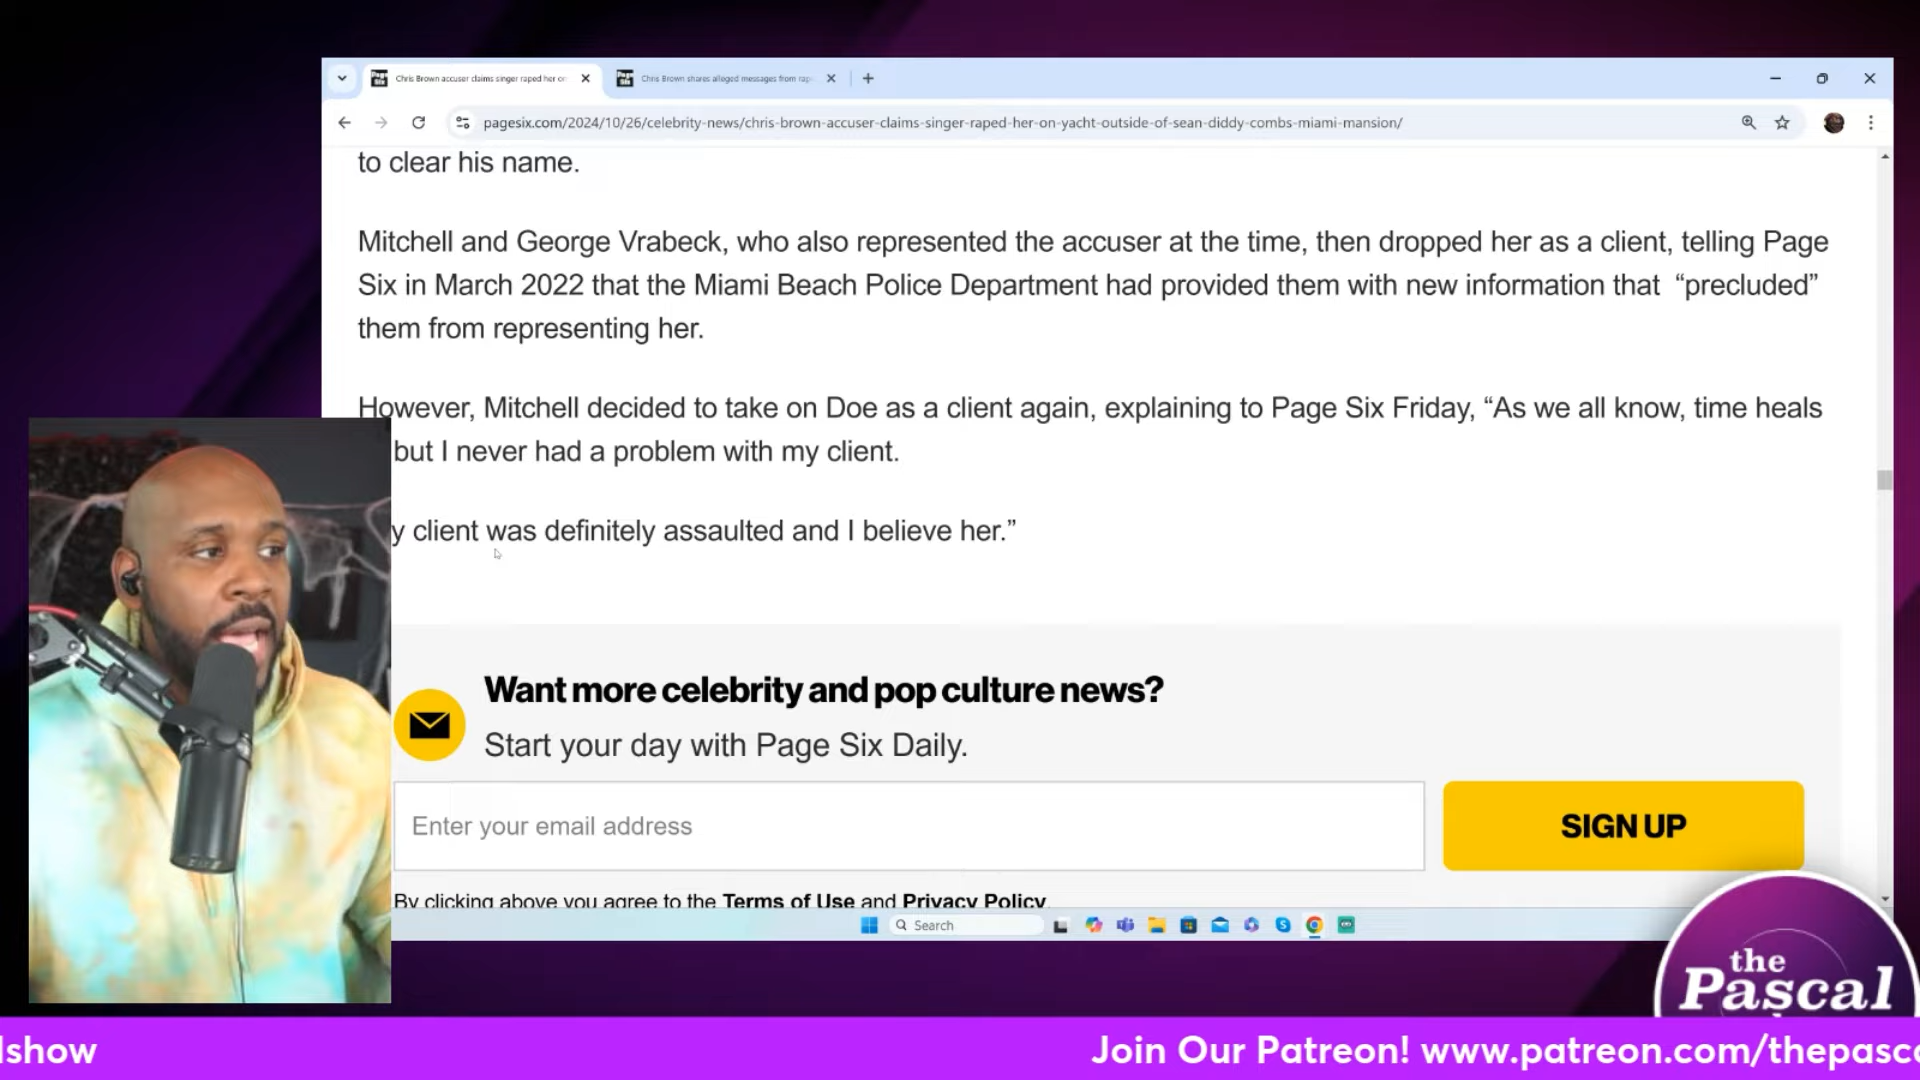 Chris Brown accuser claims singer raped her on
Chris Brown shares alleged messages from rap
pagesix.com/2024/10/26/celebrity-news/chris-brown-accuser-claims-singer-raped-her-on-yacht-outside-of-sean-diddy-combs-miami-mansion/
to clear his name.
Mitchell and George Vrabeck, who also represented the accuser at the time, then dropped her as a client, telling Page
Six in March 2022 that the Miami Beach Police Department had provided them with new information that “precluded”
them from representing her.
However, Mitchell decided to take on Doe as a client again, explaining to Page Six Friday, “As we all know, time heals
but I never had a problem with my client.
y client was definitely assaulted and I believe her.”
Want more celebrity and pop culture news?
Start your day with Page Six Daily.
Enter your email address
SIGN UP
By clicking above you agree to the Terms of Use and Privacy Policy.
Search
the
Pascal
lshow
Join Our Patreon! www.patreon.com/thepasca